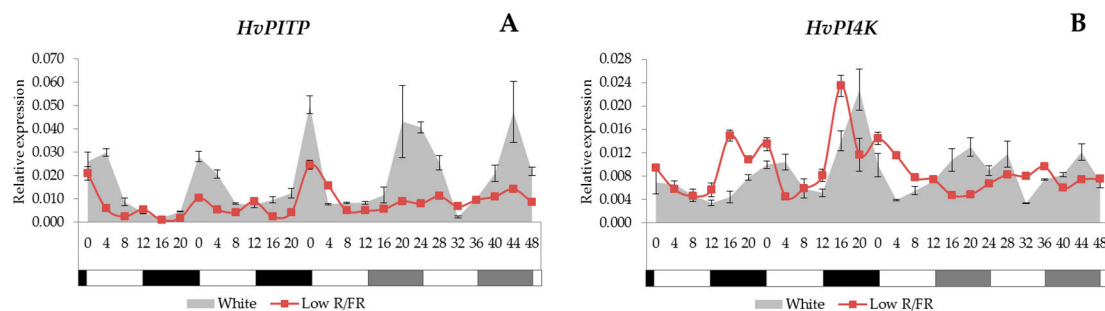 HvPITP
A
Relative expression
0.070
0.060
0.050
0.040
0.030
0.020
0.010
0.000
0 4 8 12 16 20 0 4 8 12 16 20 0 4 8 12 16 20 24 28 32 36 40 44 48
White Low R/FR
HvPI4K
B
Relative expression
0.028
0.024
0.020
0.016
0.012
0.008
0.004
0.000
0 4 8 12 16 20 0 4 8 12 16 20 0 4 8 12 16 20 24 28 32 36 40 44 48
White Low R/FR